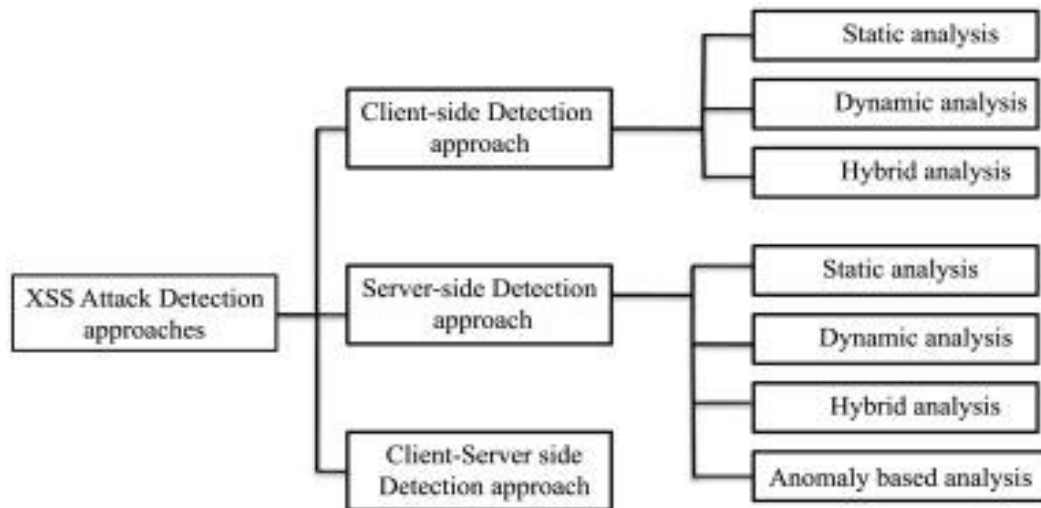 XSS Attack Detection
approaches
Client-side Detection
approach
Static analysis
Dynamic analysis
Hybrid analysis
Server-side Detection
approach
Static analysis
Dynamic analysis
Hybrid analysis
Anomaly based analysis
Client-Server side
Detection approach